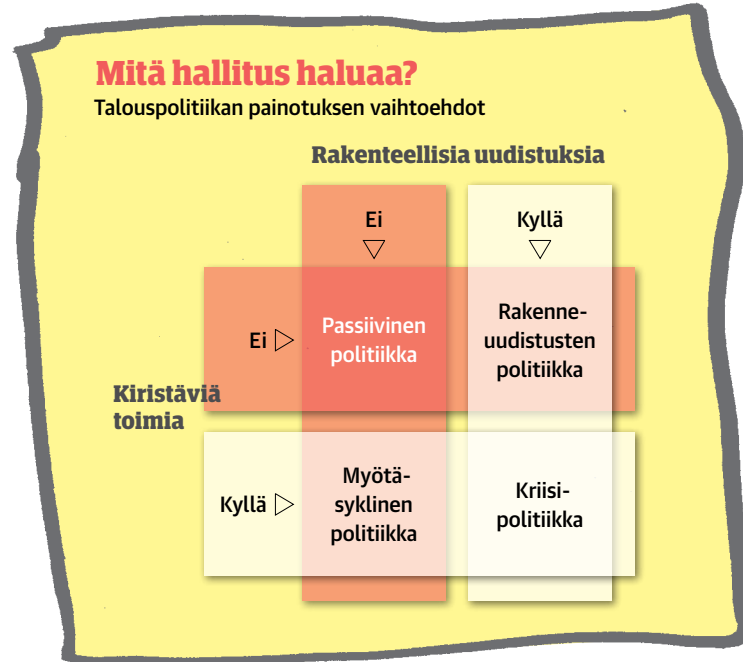 Mitä hallitus haluaa?
Talouspolitiikan painotuksen vaihtoehdot
Rakenteellisia uudistuksia
Ei
Kyllä
Ei
Passiivinen
politiikka
Rakenne-
uudistusten
politiikka
Kiristäviä
toimia
Kyllä
Myötä-
syklinen
politiikka
Kriisi-
politiikka